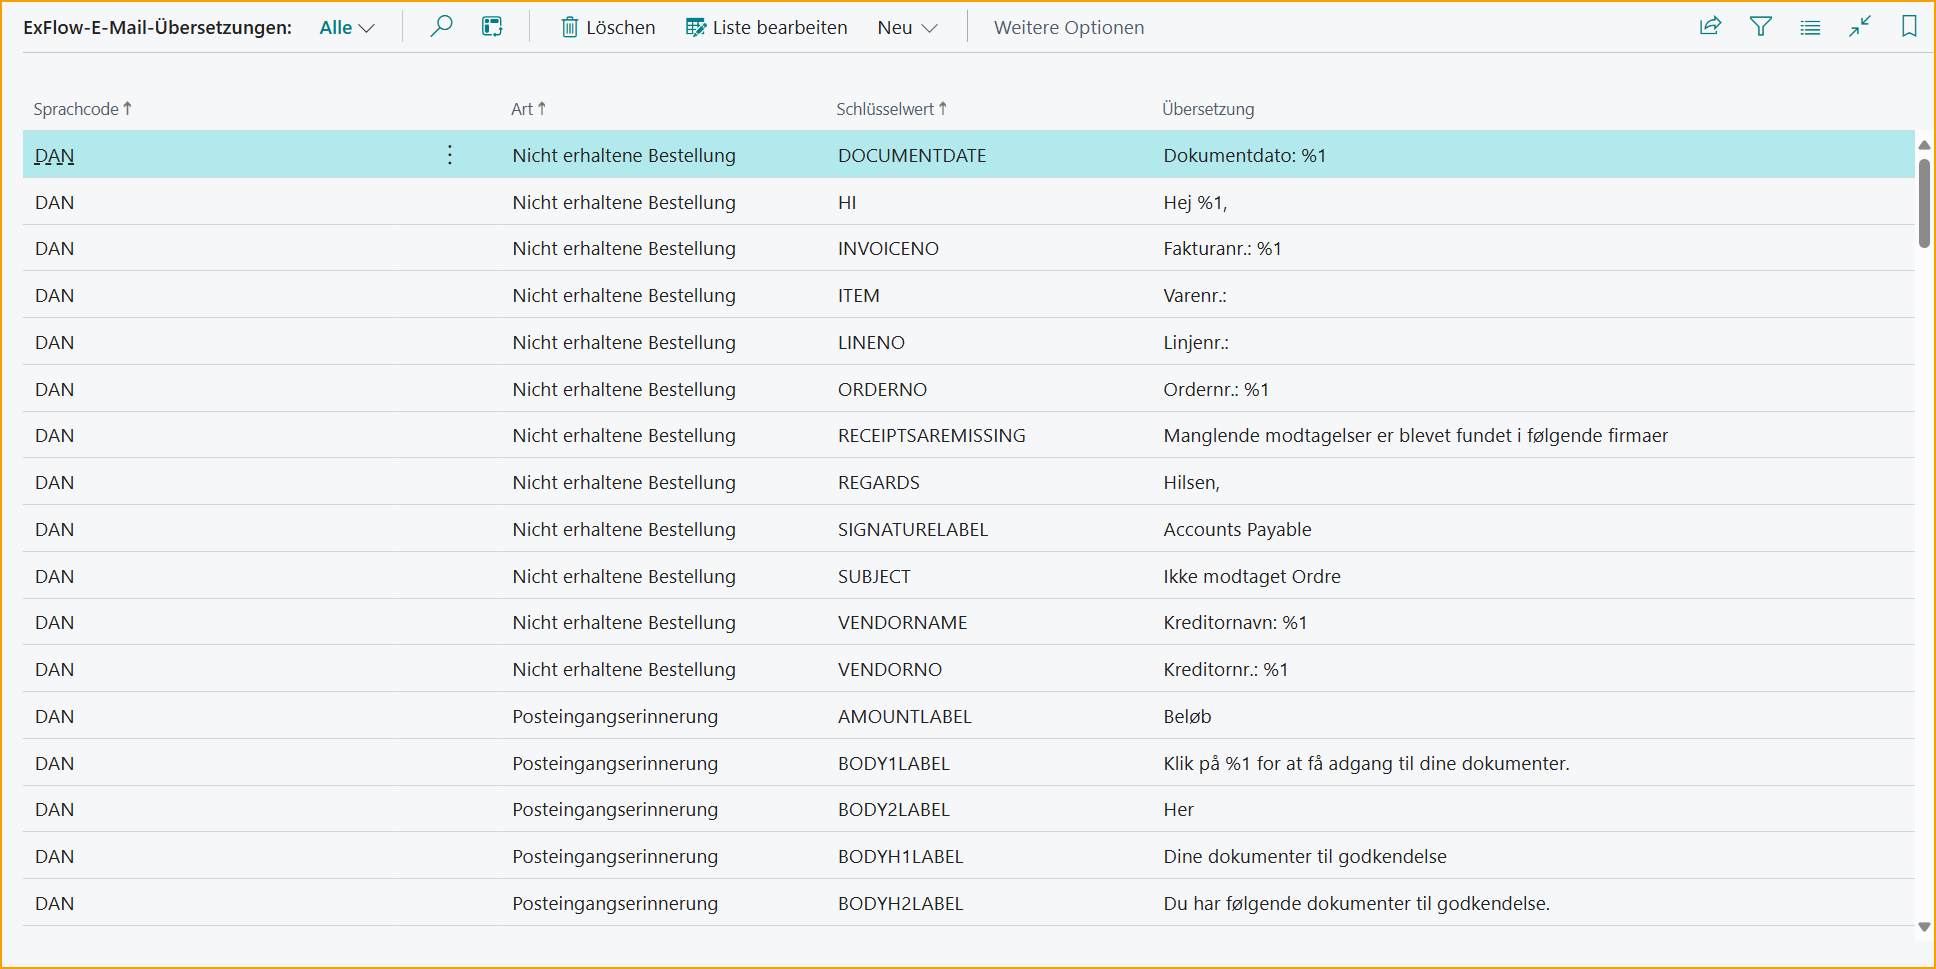 ExFlow-E-Mail-Übersetzungen: Alle Löschen Liste bearbeiten Neu Weitere Optionen
Sprachcode↑ Art↑ Schlüsselwert↑ Übersetzung
DAN Nicht erhaltene Bestellung DOCUMENTDATE Dokumentdato: %1
DAN Nicht erhaltene Bestellung HI Hej %1,
DAN Nicht erhaltene Bestellung INVOICENO Fakturanr.: %1
DAN Nicht erhaltene Bestellung ITEM Varenr.:
DAN Nicht erhaltene Bestellung LINENO Linjenr.:
DAN Nicht erhaltene Bestellung ORDERNO Ordernr.: %1
DAN Nicht erhaltene Bestellung RECEIPTSAREMISSING Manglende modtagelser er blevet fundet i følgende firmaer
DAN Nicht erhaltene Bestellung REGARDS Hilsen,
DAN Nicht erhaltene Bestellung SIGNATURELABEL Accounts Payable
DAN Nicht erhaltene Bestellung SUBJECT Ikke modtaget Ordre
DAN Nicht erhaltene Bestellung VENDORNAME Kreditornavn: %1
DAN Nicht erhaltene Bestellung VENDORNO Kreditornr.: %1
DAN Posteingangserinnerung AMOUNTLABEL Beløb
DAN Posteingangserinnerung BODY1LABEL Klik på %1 for at få adgang til dine dokumenter.
DAN Posteingangserinnerung BODY2LABEL Her
DAN Posteingangserinnerung BODYH1LABEL Dine dokumenter til godkendelse
DAN Posteingangserinnerung BODYH2LABEL Du har følgende dokumenter til godkendelse.